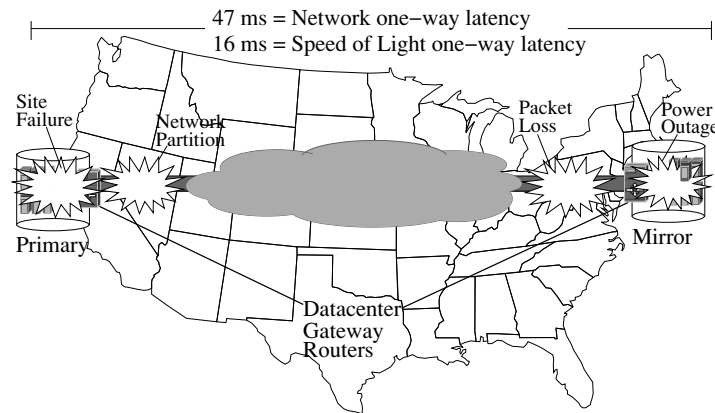 47 ms = Network one−way latency
16 ms = Speed of Light one−way latency
Site
Failure
Network
Partition
Packet
Loss
Power
Outage
Primary
Mirror
Datacenter
Gateway
Routers